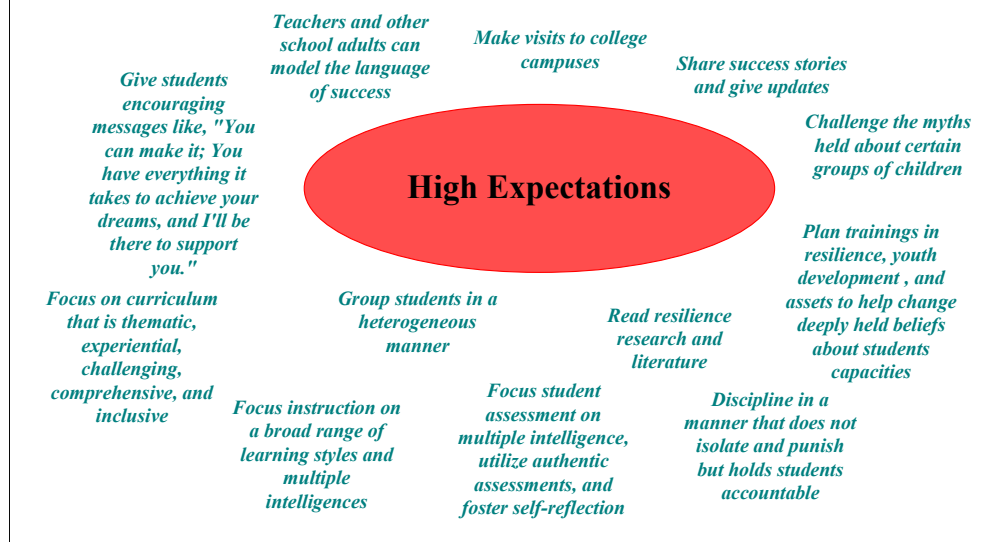 Teachers and other
school adults can
model the language
of success
Make visits to college
campuses
Share success stories
and give updates
Give students
encouraging
messages like, "You
can make it; You
have everything it
takes to achieve your
dreams, and I'll be
there to support
you."
High Expectations
Challenge the myths
held about certain
groups of children
Plan trainings in
resilience, youth
development , and
assets to help change
deeply held beliefs
about students
capacities
Focus on curriculum
that is thematic,
experiential,
challenging,
comprehensive, and
inclusive
Group students in a
heterogeneous
manner
Read resilience
research and
literature
Focus instruction on
a broad range of
learning styles and
multiple
intelligences
Focus student
assessment on
multiple intelligence,
utilize authentic
assessments, and
foster self-reflection
Discipline in a
manner that does not
isolate and punish
but holds students
accountable